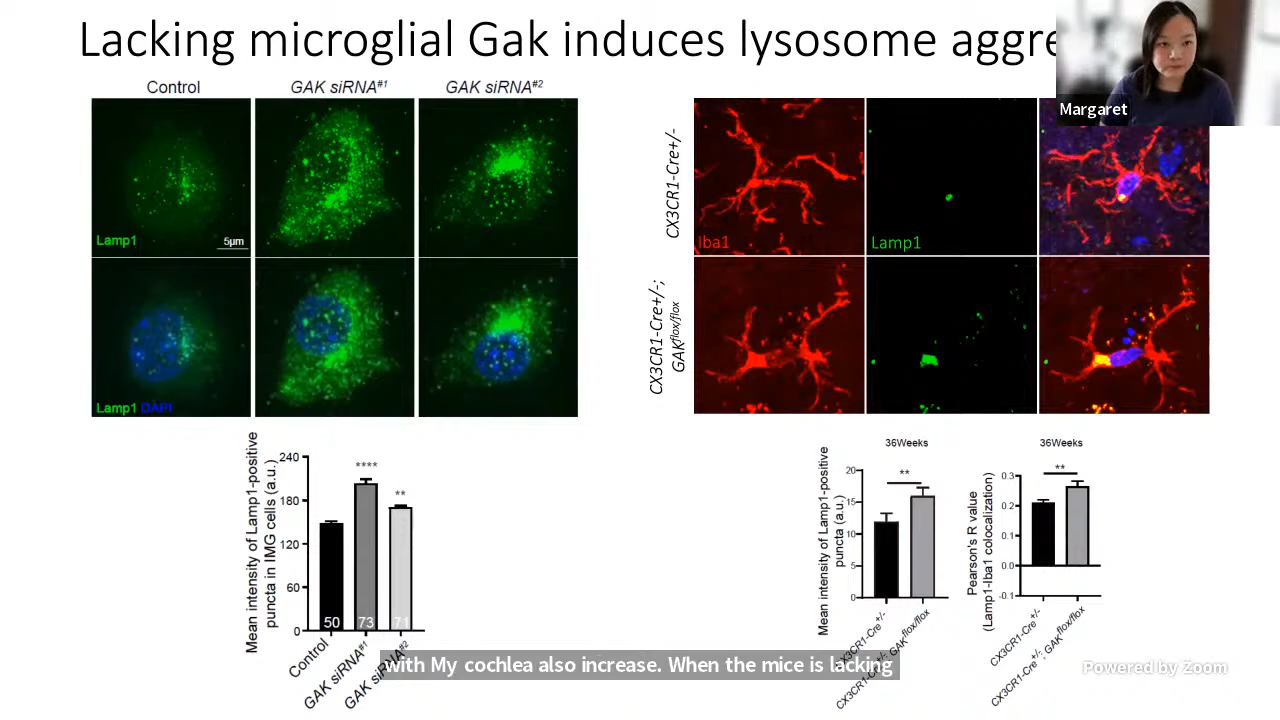 Lacking microglial Gak induces lysosome aggre
Margaret
Control
GAK siRNA#1
GAK siRNA#2
Lamp1
5µm
Lamp1 DAPI
CX3CR1-Cre+/-
Iba1
Lamp1
CX3CR1-Cre+/-;
GAKflox/flox
Mean intensity of Lamp1-positive
puncta in IMG cells (a.u.)
240
180
120
60
0
****
**
50
73
71
Control
GAK siRNA#1
GAK siRNA#2
36Weeks
Mean intensity of Lamp1-positive
puncta (a.u.)
20
15
10
5
0
**
CX3CR1-Cre+/-
CX3CR1-Cre+/-; GAKflox/flox
36Weeks
Pearson's R value
(Lamp1-Iba1 colocalization)
0.3
0.2
0.1
0.0
-0.1
**
CX3CR1-Cre+/-
CX3CR1-Cre+/-; GAKflox/flox
with My cochlea also increase. When the mice is lacking
Powered by Zoom